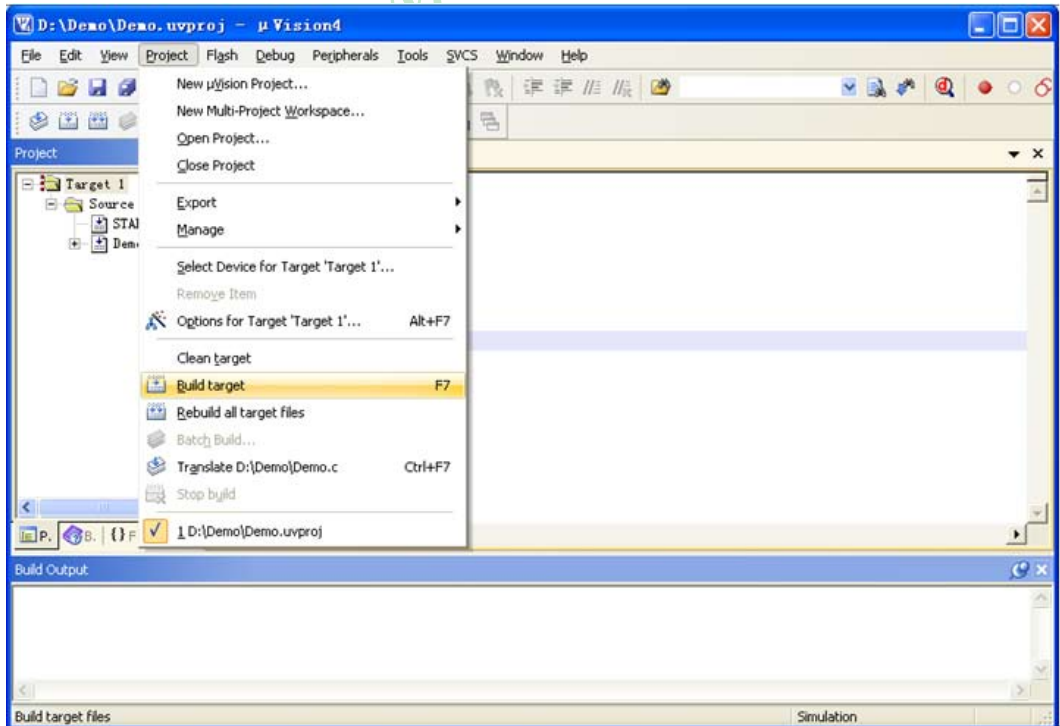 D:\Demo\Demo.uvproj - µVision4
File Edit View Project Flash Debug Peripherals Tools SVCS Window Help
Project
Target 1
Source
STA
Demo
P. B. {} F
New µVision Project...
New Multi-Project Workspace...
Open Project...
Close Project
Export
Manage
Select Device for Target 'Target 1'...
Remove Item
Options for Target 'Target 1'... Alt+F7
Clean target
Build target F7
Rebuild all target files
Batch Build...
Translate D:\Demo\Demo.c Ctrl+F7
Stop build
1 D:\Demo\Demo.uvproj
Build Output
Build target files Simulation